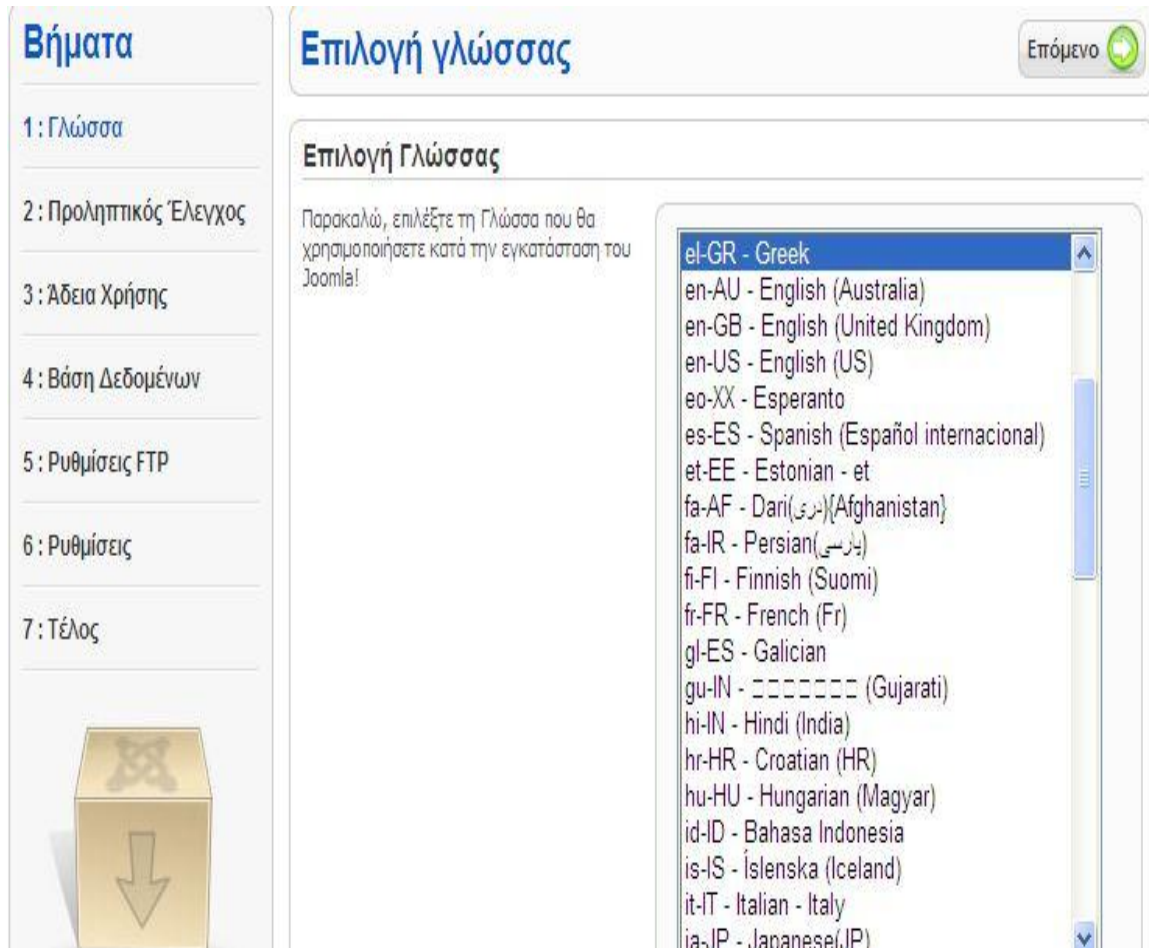 Βήματα
1 : Γλώσσα
2 : Προληπτικός Έλεγχος
3 : Άδεια Χρήσης
4 : Βάση Δεδομένων
5 : Ρυθμίσεις FTP
6 : Ρυθμίσεις
7 : Τέλος
Επιλογή γλώσσας
Επόμενο
Επιλογή Γλώσσας
Παρακαλώ, επιλέξτε τη Γλώσσα που θα
χρησιμοποιήσετε κατά την εγκατάσταση του
Joomla!
el-GR - Greek
en-AU - English (Australia)
en-GB - English (United Kingdom)
en-US - English (US)
eo-XX - Esperanto
es-ES - Spanish (Español internacional)
et-EE - Estonian - et
fa-AF - Dari(دری){Afghanistan}
fa-IR - Persian(پارسی)
fi-FI - Finnish (Suomi)
fr-FR - French (Fr)
gl-ES - Galician
gu-IN - □□□□□□□ (Gujarati)
hi-IN - Hindi (India)
hr-HR - Croatian (HR)
hu-HU - Hungarian (Magyar)
id-ID - Bahasa Indonesia
is-IS - Íslenska (Iceland)
it-IT - Italian - Italy
ja-JP - Japanese(JP)